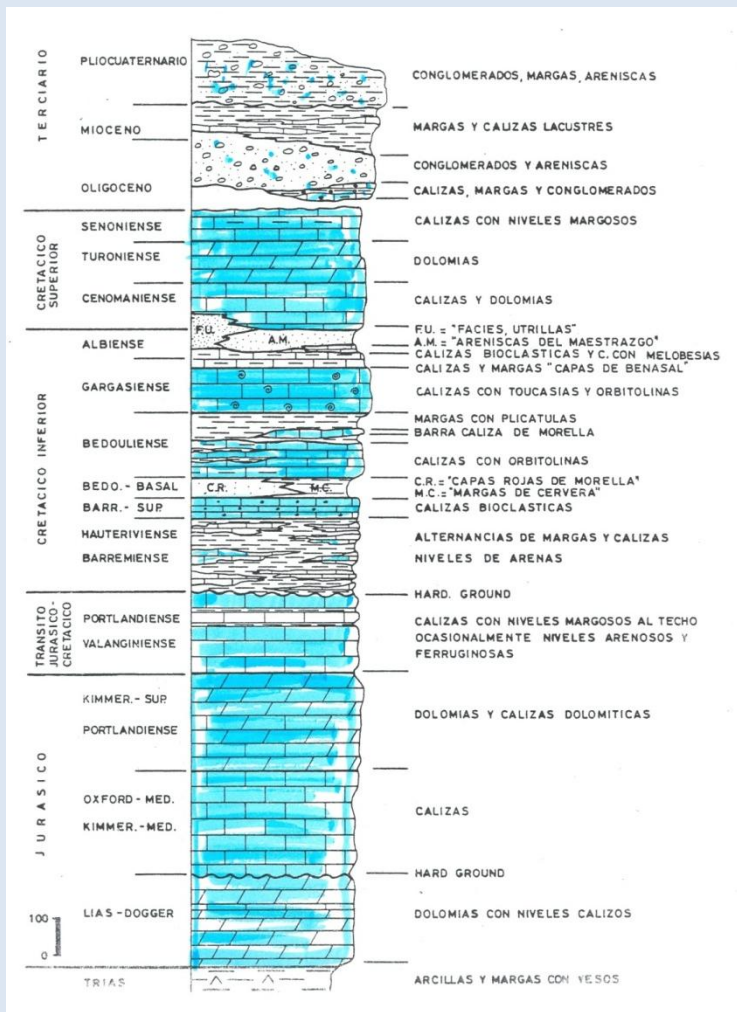 TERCIARIO
PLIOCUATERNARIO
CONGLOMERADOS, MARGAS, ARENISCAS
MIOCENO
MARGAS Y CALIZAS LACUSTRES
CONGLOMERADOS Y ARENISCAS
OLIGOCENO
CALIZAS, MARGAS Y CONGLOMERADOS
CRETACICO
SUPERIOR
SENONIENSE
CALIZAS CON NIVELES MARGOSOS
TURONIENSE
DOLOMIAS
CENOMANIENSE
CALIZAS Y DOLOMIAS
CRETACICO INFERIOR
F.U.
A.M.
F.U. = "FACIES, UTRILLAS"
ALBIENSE
A.M.= "ARENISCAS DEL MAESTRAZGO"
CALIZAS BIOCLASTICAS Y C. CON MELOBESIAS
CALIZAS Y MARGAS "CAPAS DE BENASAL"
GARGASIENSE
CALIZAS CON TOUCASIAS Y ORBITOLINAS
MARGAS CON PLICATULAS
BARRA CALIZA DE MORELLA
BEDOULIENSE
CALIZAS CON ORBITOLINAS
BEDO.- BASAL
C.R.
M.C.
C.R.= "CAPAS ROJAS DE MORELLA"
M.C.= "MARGAS DE CERVERA"
BARR.- SUP.
CALIZAS BIOCLASTICAS
HAUTERIVIENSE
ALTERNANCIAS DE MARGAS Y CALIZAS
BARREMIENSE
NIVELES DE ARENAS
HARD. GROUND
TRANSITO
JURASICO-
CRETACICO
PORTLANDIENSE
CALIZAS CON NIVELES MARGOSOS AL TECHO
VALANGINIENSE
OCASIONALMENTE NIVELES ARENOSOS Y
FERRUGINOSAS
JURASICO
KIMMER.- SUP.
DOLOMIAS Y CALIZAS DOLOMITICAS
PORTLANDIENSE
OXFORD - MED.
CALIZAS
KIMMER.-MED.
HARD GROUND
LIAS - DOGGER
DOLOMIAS CON NIVELES CALIZOS
100
0
TRIAS
ARCILLAS Y MARGAS CON YESOS